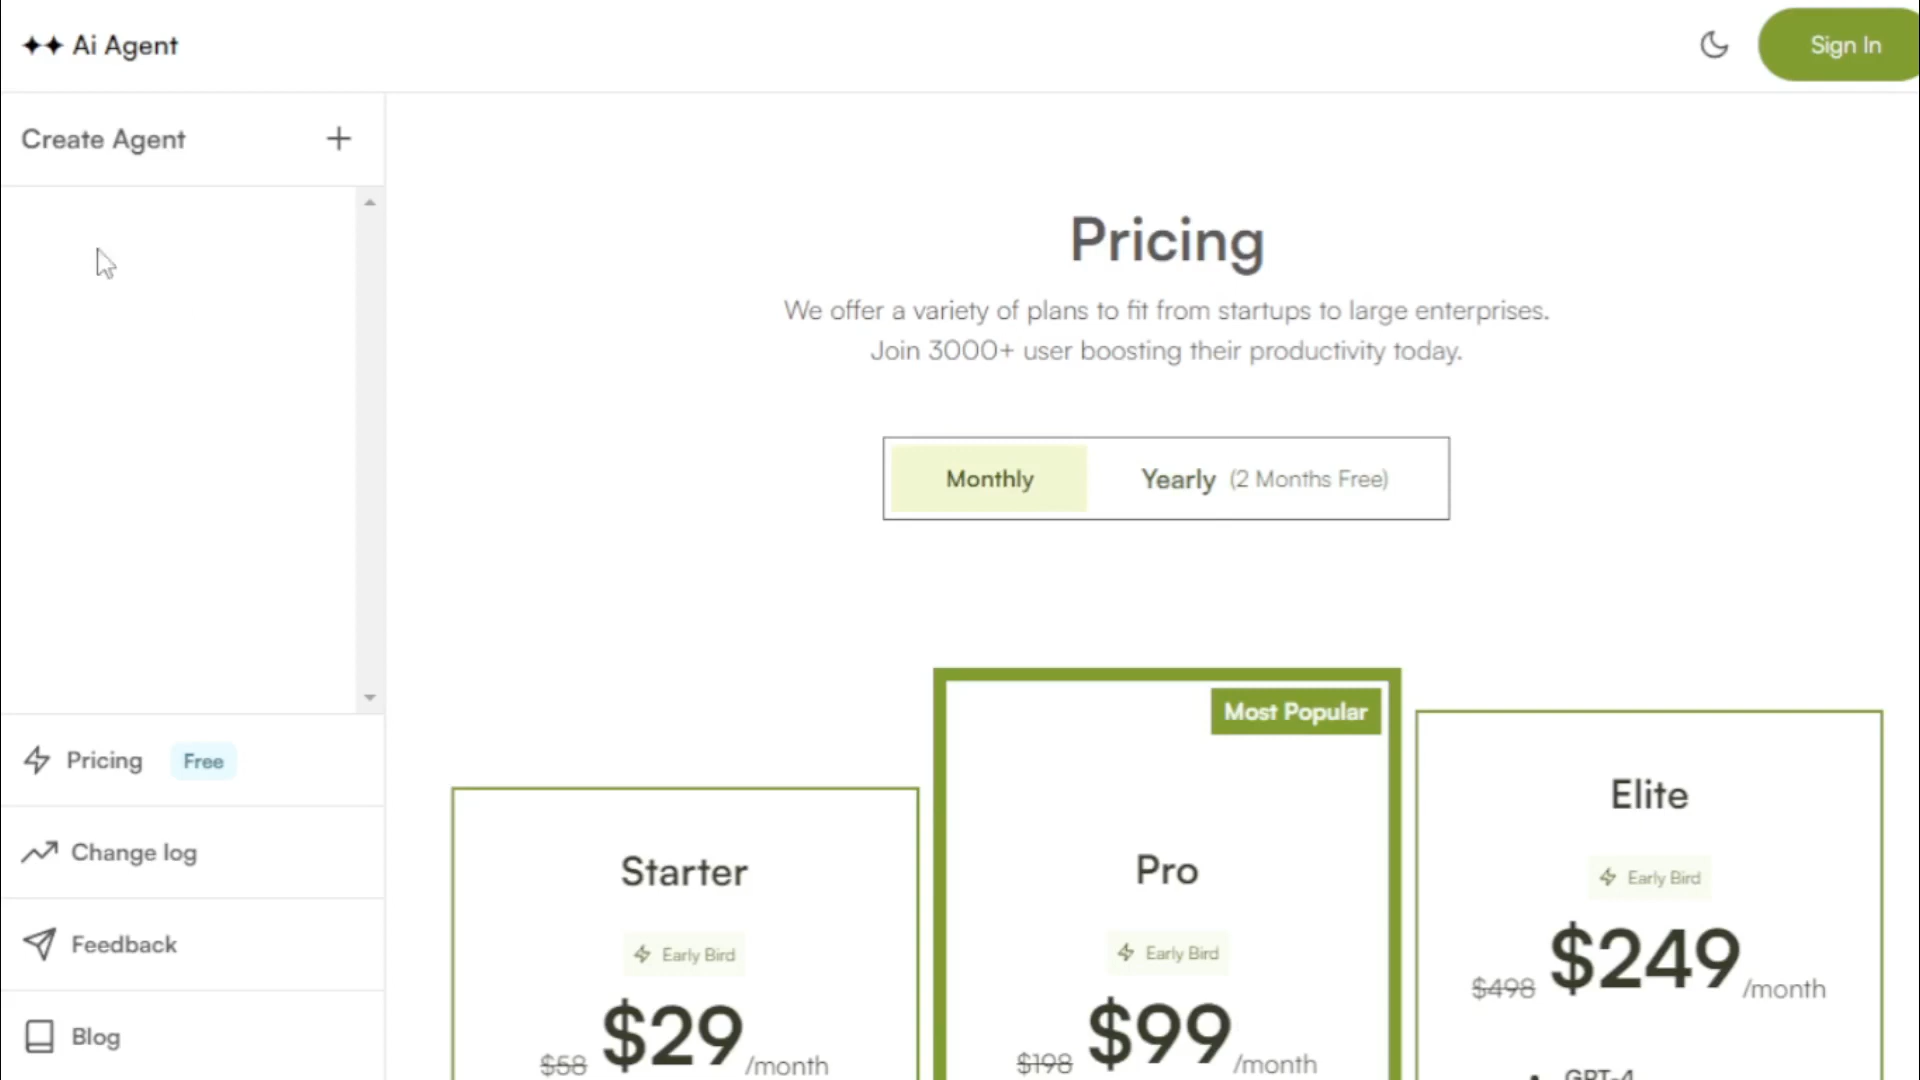 Ai Agent
Sign In
Create Agent
Pricing
We offer a variety of plans to fit from startups to large enterprises.
Join 3000+ user boosting their productivity today.
Monthly
Yearly (2 Months Free)
Most Popular
Pricing Free
Change log
Feedback
Blog
Starter
Early Bird
$58 $29/month
Pro
Early Bird
$198 $99/month
Elite
Early Bird
$498 $249/month
GPT-4